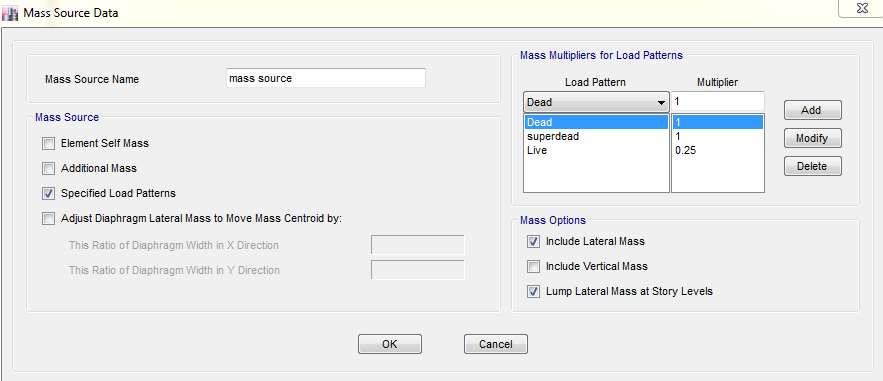 Mass Source Data
Mass Source Name
mass source
Mass Source
Element Self Mass
Additional Mass
Specified Load Patterns
Adjust Diaphragm Lateral Mass to Move Mass Centroid by:
This Ratio of Diaphragm Width in X Direction
This Ratio of Diaphragm Width in Y Direction
Mass Multipliers for Load Patterns
Load Pattern Multiplier
Dead 1
Dead 1
superdead 1
Live 0.25
Add
Modify
Delete
Mass Options
Include Lateral Mass
Include Vertical Mass
Lump Lateral Mass at Story Levels
OK Cancel